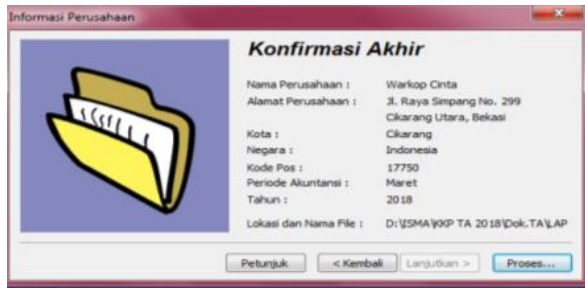 Informasi Perusahaan
Konfirmasi Akhir
Nama Perusahaan : Warkop Cinta
Alamat Perusahaan : Jl. Raya Simpang No. 299
Cikarang Utara, Bekasi
Kota : Cikarang
Negara : Indonesia
Kode Pos : 17750
Periode Akuntansi : Maret
Tahun : 2018
Lokasi dan Nama File : D:\ISMA\KKP TA 2018\Dok.TA\LAP
Petunjuk < Kembali Lanjutkan > Proses...